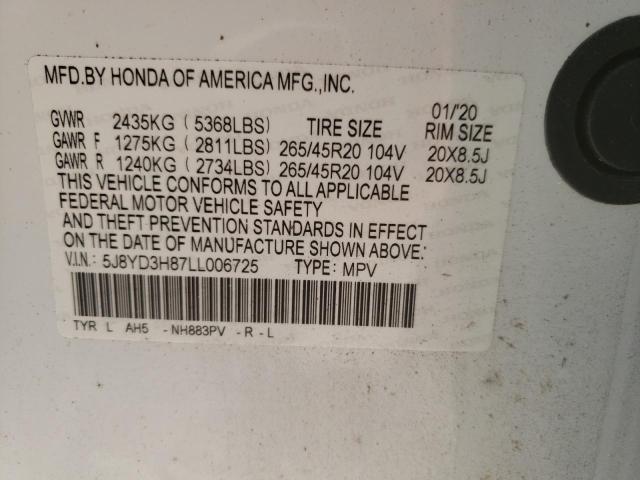 MFD.BY HONDA OF AMERICA MFG.,INC.
01/'20
GVWR 2435KG ( 5368LBS) TIRE SIZE RIM SIZE
GAWR F 1275KG ( 2811LBS) 265/45R20 104V 20X8.5J
GAWR R 1240KG ( 2734LBS) 265/45R20 104V 20X8.5J
THIS VEHICLE CONFORMS TO ALL APPLICABLE
FEDERAL MOTOR VEHICLE SAFETY
AND THEFT PREVENTION STANDARDS IN EFFECT
ON THE DATE OF MANUFACTURE SHOWN ABOVE.
V.I.N.: 5J8YD3H87LL006725 TYPE: MPV
TYR L AH5 -NH883PV -R-L